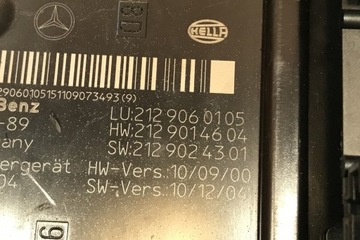 HELLA
29060105151109073493(9)
Benz
LU:212 906 01 05
-89
HW:212 901 46 04
any
SW:212 902 43 01
ergerät
HW-Vers.:10/09/00
04
SW-Vers.:10/12/04